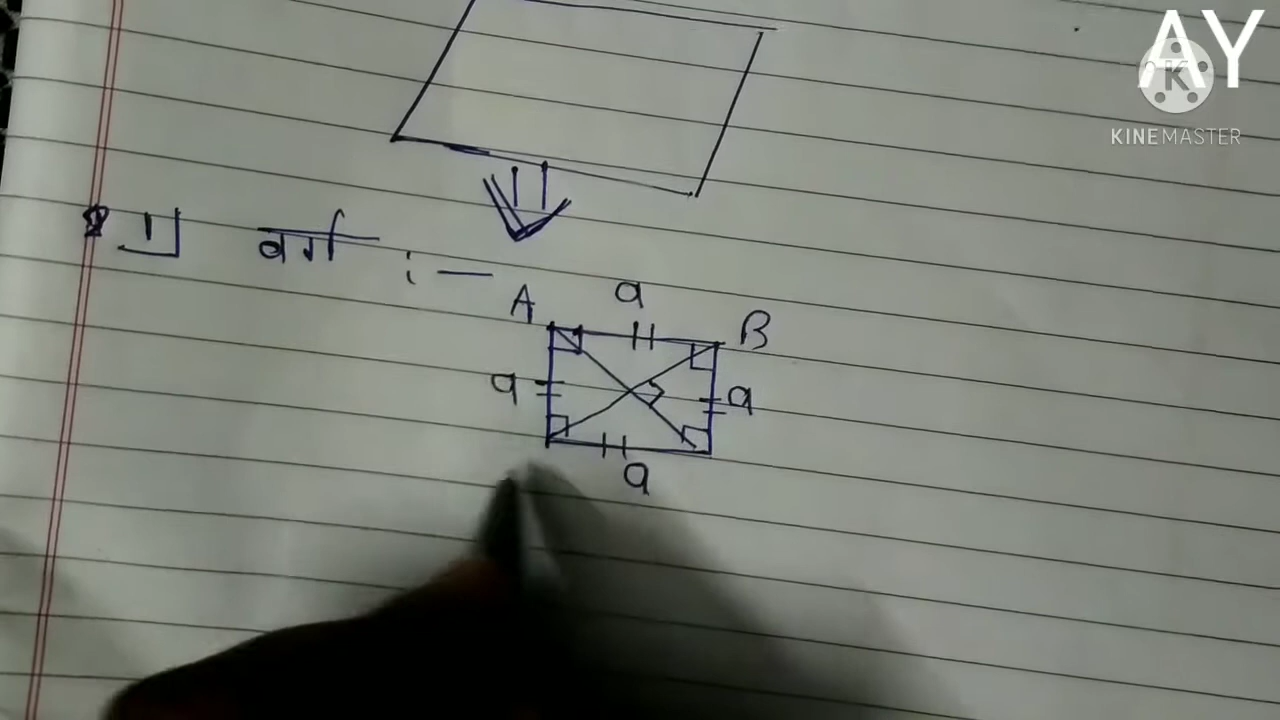 AY
K
KINEMASTER
1 वर्ग :—
a
A B
a a
a